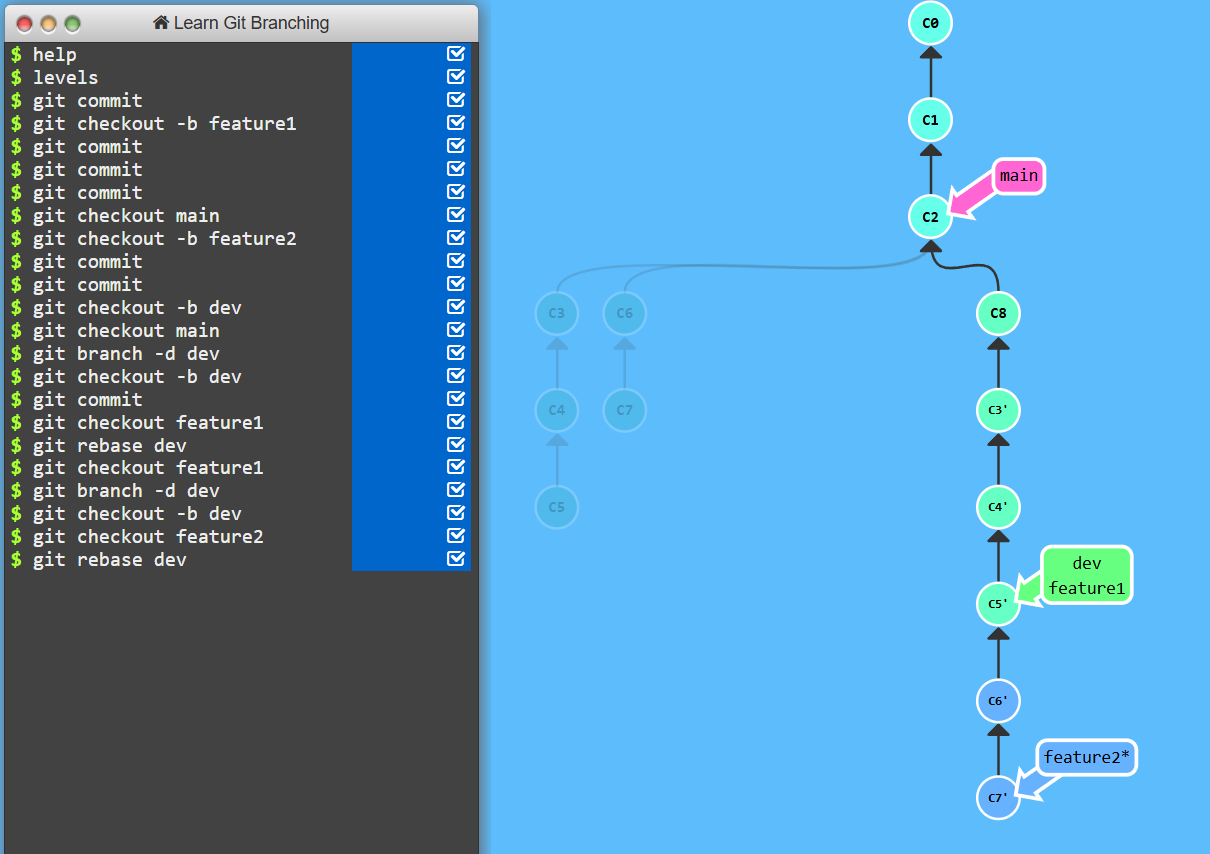 Learn Git Branching
$ help
$ levels
$ git commit
$ git checkout -b feature1
$ git commit
$ git commit
$ git commit
$ git checkout main
$ git checkout -b feature2
$ git commit
$ git commit
$ git checkout -b dev
$ git checkout main
$ git branch -d dev
$ git checkout -b dev
$ git commit
$ git checkout feature1
$ git rebase dev
$ git checkout feature1
$ git branch -d dev
$ git checkout -b dev
$ git checkout feature2
$ git rebase dev
C0
C1
main
C2
C3
C6
C8
C4
C7
C3'
C5
C4'
dev
feature1
C5'
C6'
feature2*
C7'